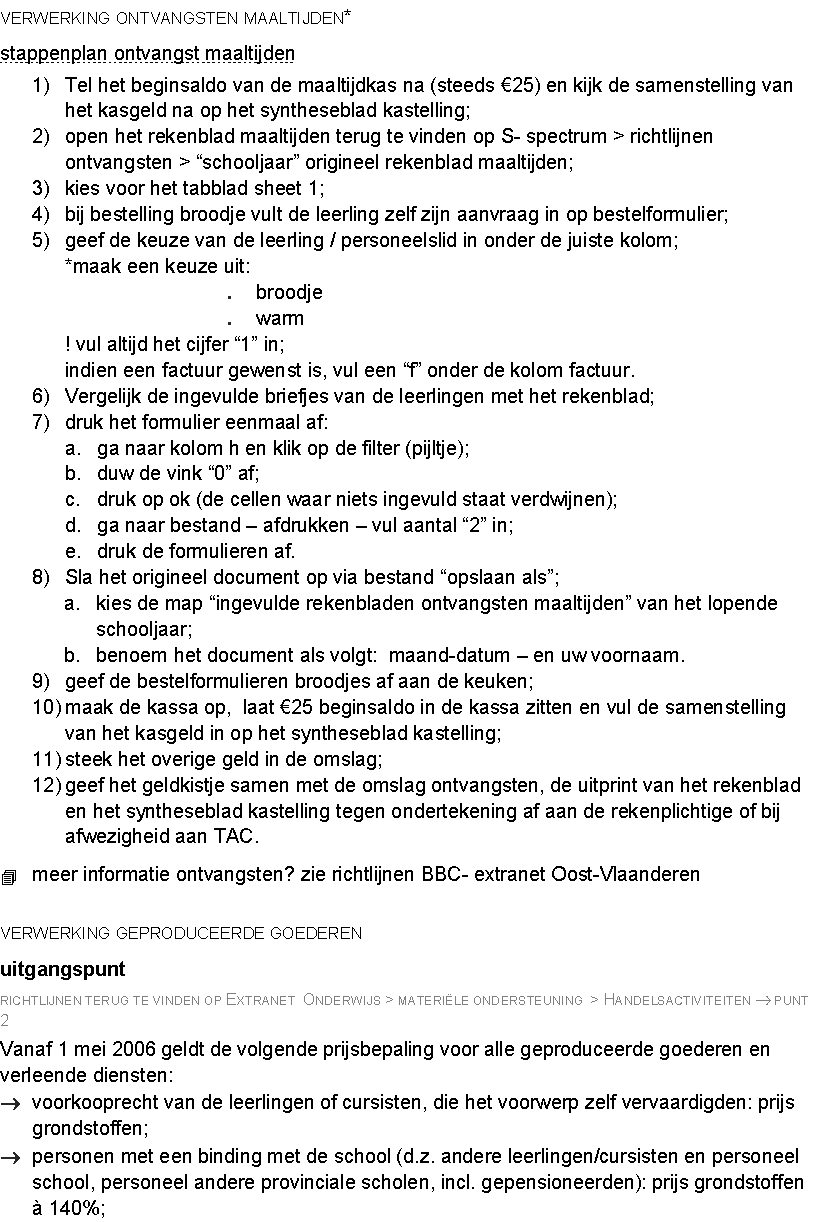 VERWERKING ONTVANGSTEN MAALTIJDEN*
stappenplan ontvangst maaltijden
1) Tel het beginsaldo van de maaltijdkas na (steeds €25) en kijk de samenstelling van
het kasgeld na op het syntheseblad kastelling;
2) open het rekenblad maaltijden terug te vinden op S- spectrum > richtlijnen
ontvangsten > “schooljaar” origineel rekenblad maaltijden;
3) kies voor het tabblad sheet 1;
4) bij bestelling broodje vult de leerling zelf zijn aanvraag in op bestelformulier;
5) geef de keuze van de leerling / personeelslid in onder de juiste kolom;
*maak een keuze uit:
. broodje
. warm
! vul altijd het cijfer “1” in;
indien een factuur gewenst is, vul een “f” onder de kolom factuur.
6) Vergelijk de ingevulde briefjes van de leerlingen met het rekenblad;
7) druk het formulier eenmaal af:
a. ga naar kolom h en klik op de filter (pijltje);
b. duw de vink “0” af;
c. druk op ok (de cellen waar niets ingevuld staat verdwijnen);
d. ga naar bestand – afdrukken – vul aantal “2” in;
e. druk de formulieren af.
8) Sla het origineel document op via bestand “opslaan als”;
a. kies de map “ingevulde rekenbladen ontvangsten maaltijden” van het lopende
schooljaar;
b. benoem het document als volgt: maand-datum – en uw voornaam.
9) geef de bestelformulieren broodjes af aan de keuken;
10) maak de kassa op, laat €25 beginsaldo in de kassa zitten en vul de samenstelling
van het kasgeld in op het syntheseblad kastelling;
11) steek het overige geld in de omslag;
12) geef het geldkistje samen met de omslag ontvangsten, de uitprint van het rekenblad
en het syntheseblad kastelling tegen ondertekening af aan de rekenplichtige of bij
afwezigheid aan TAC.
meer informatie ontvangsten? zie richtlijnen BBC- extranet Oost-Vlaanderen
VERWERKING GEPRODUCEERDE GOEDEREN
uitgangspunt
RICHTLIJNEN TERUG TE VINDEN OP EXTRANET ONDERWIJS > MATERIËLE ONDERSTEUNING > HANDELSACTIVITEITEN → PUNT
2
Vanaf 1 mei 2006 geldt de volgende prijsbepaling voor alle geproduceerde goederen en
verleende diensten:
→ voorkooprecht van de leerlingen of cursisten, die het voorwerp zelf vervaardigden: prijs
grondstoffen;
→ personen met een binding met de school (d.z. andere leerlingen/cursisten en personeel
school, personeel andere provinciale scholen, incl. gepensioneerden): prijs grondstoffen
à 140%;